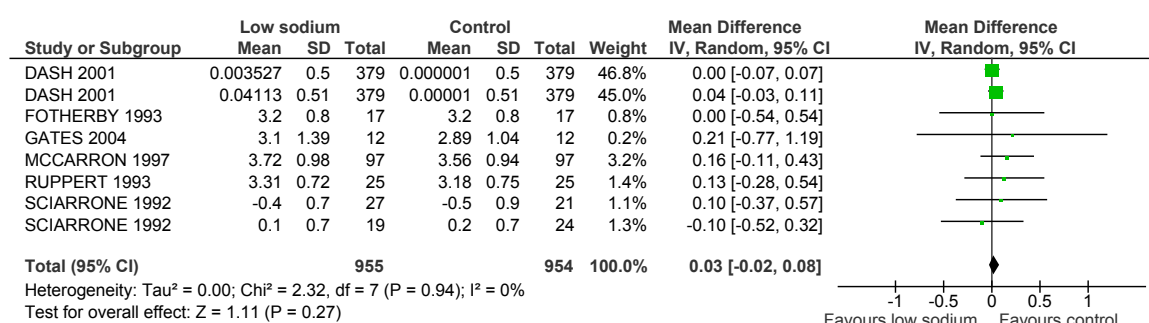 Low sodium Control Mean Difference Mean Difference
Study or Subgroup Mean SD Total Mean SD Total Weight IV, Random, 95% CI IV, Random, 95% CI
DASH 2001 0.003527 0.5 379 0.000001 0.5 379 46.8% 0.00 [-0.07, 0.07]
DASH 2001 0.04113 0.51 379 0.00001 0.51 379 45.0% 0.04 [-0.03, 0.11]
FOTHERBY 1993 3.2 0.8 17 3.2 0.8 17 0.8% 0.00 [-0.54, 0.54]
GATES 2004 3.1 1.39 12 2.89 1.04 12 0.2% 0.21 [-0.77, 1.19]
MCCARRON 1997 3.72 0.98 97 3.56 0.94 97 3.2% 0.16 [-0.11, 0.43]
RUPPERT 1993 3.31 0.72 25 3.18 0.75 25 1.4% 0.13 [-0.28, 0.54]
SCIARRONE 1992 -0.4 0.7 27 -0.5 0.9 21 1.1% 0.10 [-0.37, 0.57]
SCIARRONE 1992 0.1 0.7 19 0.2 0.7 24 1.3% -0.10 [-0.52, 0.32]
Total (95% CI) 955 954 100.0% 0.03 [-0.02, 0.08]
Heterogeneity: Tau² = 0.00; Chi² = 2.32, df = 7 (P = 0.94); I² = 0%
Test for overall effect: Z = 1.11 (P = 0.27)
-1 -0.5 0 0.5 1
Favours low sodium Favours control